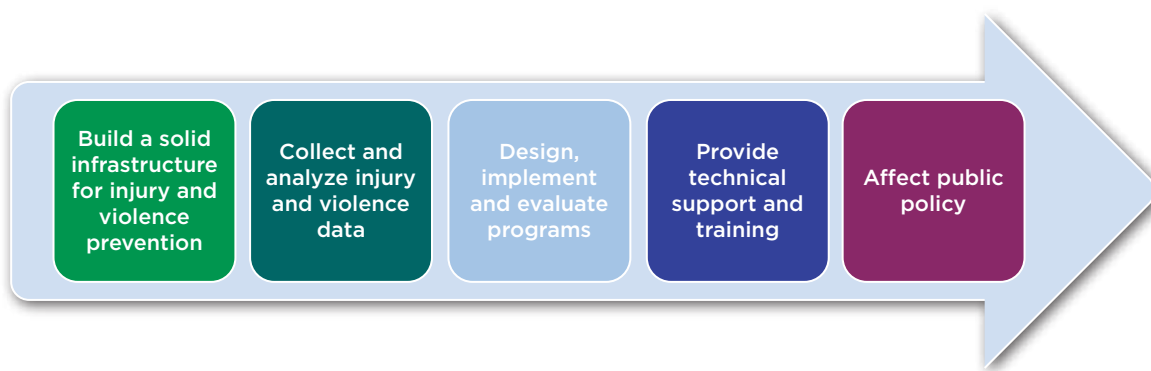 Build a solid
infrastructure
for injury and
violence
prevention
Collect and
analyze injury
and violence
data
Design,
implement
and evaluate
programs
Provide
technical
support and
training
Affect public
policy